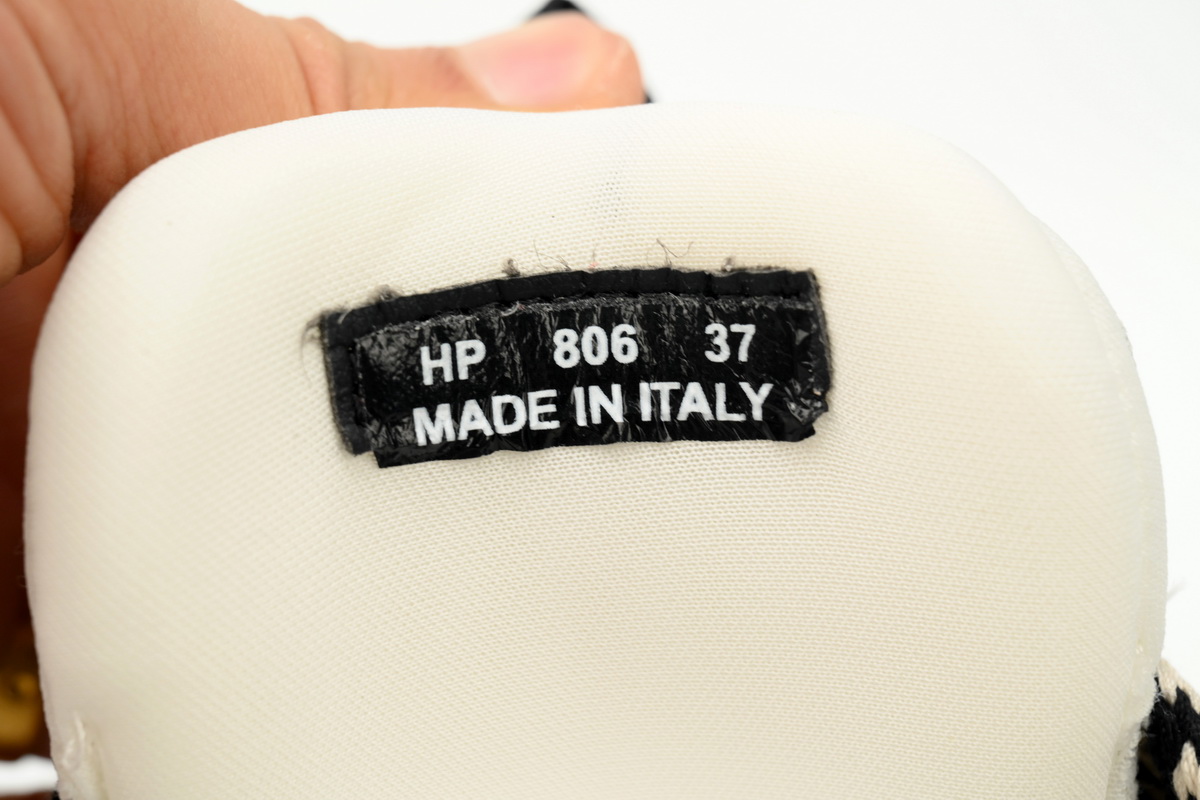 HP 806 37
MADE IN ITALY